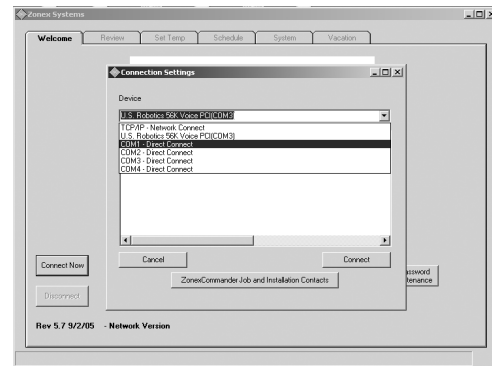 Zonex Systems
Welcome Review Set Temp Schedule System Vacation
Connection Settings
Device
U.S. Robotics 56K Voice PCI(COM3
TCP/IP - Network Connect
U.S. Robotics 56K Voice PCI(COM3)
COM1 - Direct Connect
COM2 - Direct Connect
COM3 - Direct Connect
COM4 - Direct Connect
Cancel Connect
ZonexCommander Job and Installation Contacts
Connect Now
Disconnect
assword
tenance
Rev 5.7 9/2/05 - Network Version